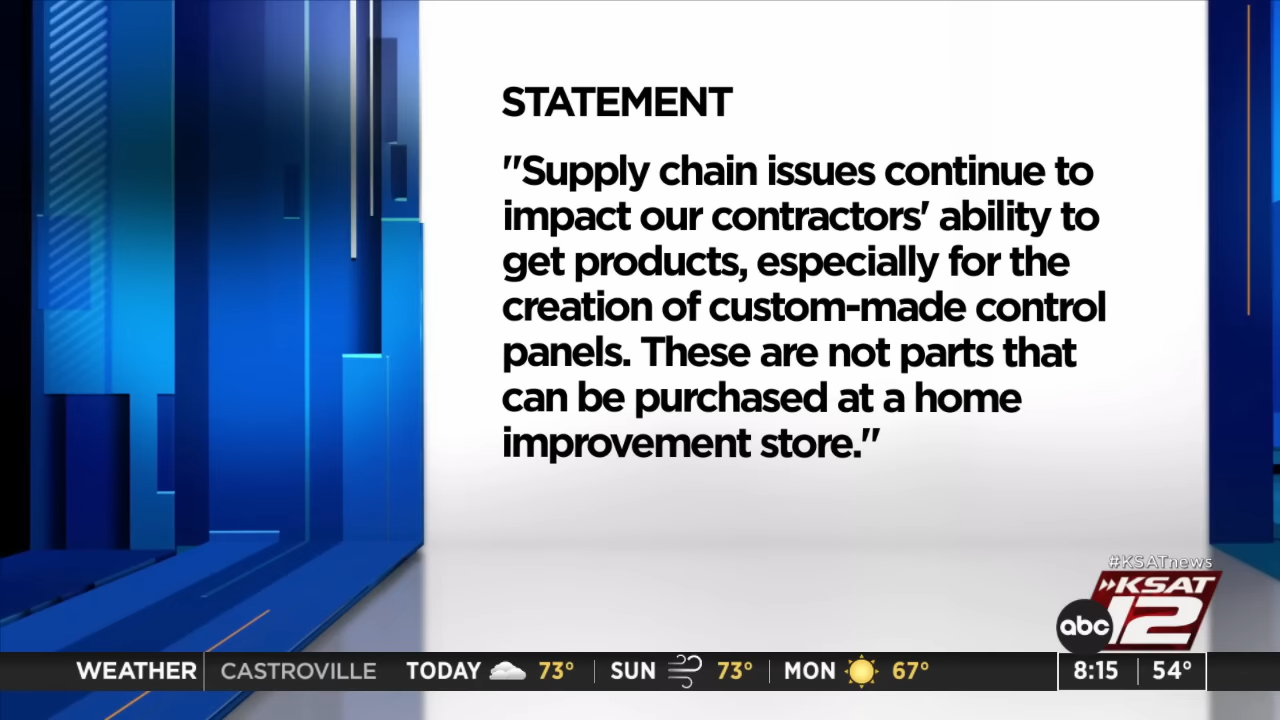 STATEMENT
"Supply chain issues continue to
impact our contractors' ability to
get products, especially for the
creation of custom-made control
panels. These are not parts that
can be purchased at a home
improvement store."
#KSATnews
KSAT
abc 12
WEATHER CASTROVILLE TODAY 73° SUN 73° MON 67° 8:15 54°